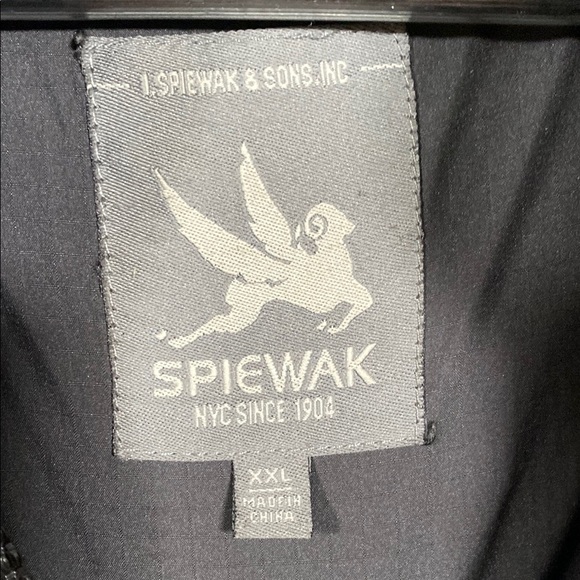 I.SPIEWAK & SONS.INC
SPIEWAK
NYC SINCE 1904
XXL
MADE IN
CHINA